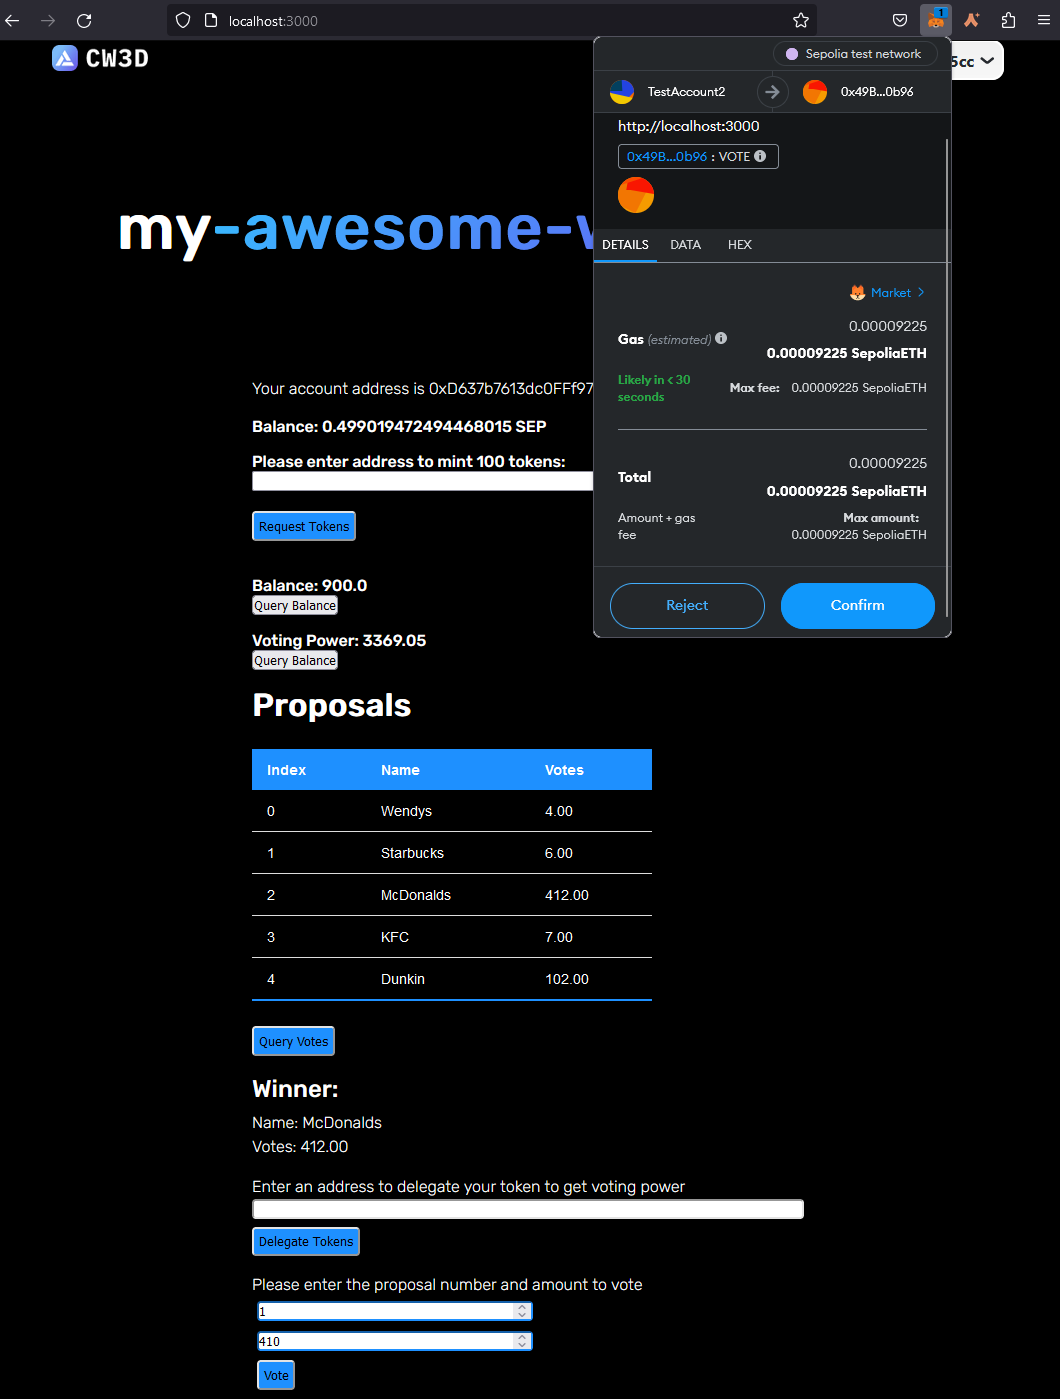 localhost:3000
1
CW3D
5cc
Sepolia test network
TestAccount2
0x49B...0b96
http://localhost:3000
0x49B...0b96 : VOTE
DETAILS DATA HEX
Market >
Gas (estimated)
0.00009225
0.00009225 SepoliaETH
Likely in < 30
seconds
Max fee: 0.00009225 SepoliaETH
Total
0.00009225
0.00009225 SepoliaETH
Amount + gas
fee
Max amount:
0.00009225 SepoliaETH
Reject
Confirm
my-awesome-
Your account address is 0xD637b7613dc0FFf97
Balance: 0.499019472494468015 SEP
Please enter address to mint 100 tokens:
Request Tokens
Balance: 900.0
Query Balance
Voting Power: 3369.05
Query Balance
Proposals
Index Name Votes
0 Wendys 4.00
1 Starbucks 6.00
2 McDonalds 412.00
3 KFC 7.00
4 Dunkin 102.00
Query Votes
Winner:
Name: McDonalds
Votes: 412.00
Enter an address to delegate your token to get voting power
Delegate Tokens
Please enter the proposal number and amount to vote
1
410
Vote